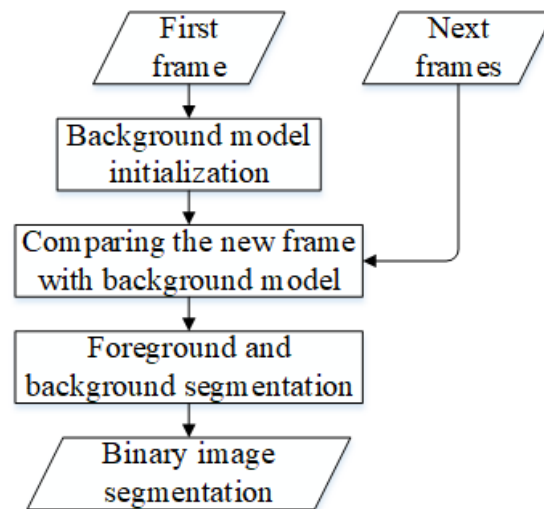 First
frame
Next
frames
Background model
initialization
Comparing the new frame
with background model
Foreground and
background segmentation
Binary image
segmentation